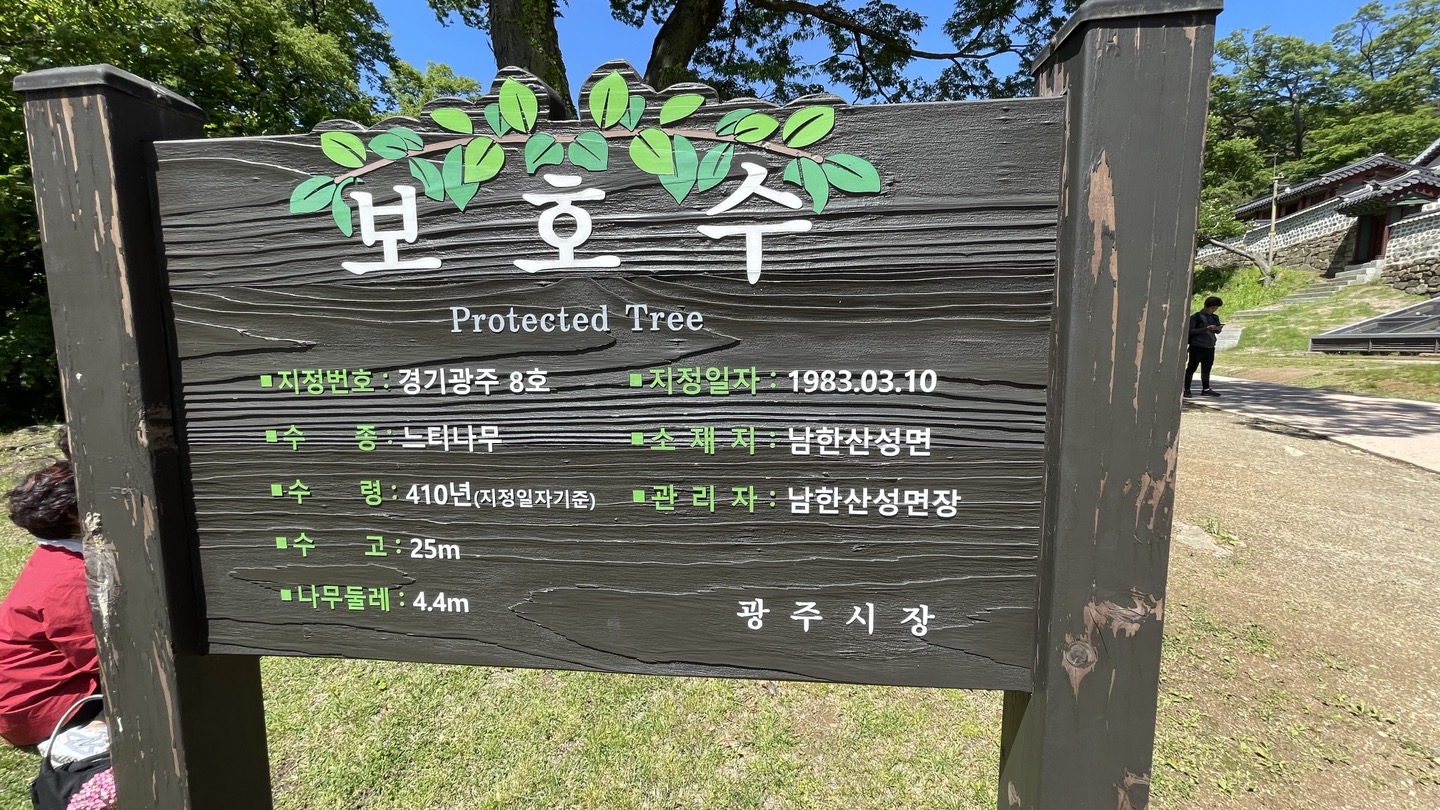 보 호 수
Protected Tree
■지정번호 : 경기광주 8호
■수 종 : 느티나무
■수 령 : 410년(지정일자기준)
■수 고 : 25m
■나무둘레 : 4.4m
■지정일자 : 1983.03.10
■소 재 지 : 남한산성면
■관 리 자 : 남한산성면장
광 주 시 장